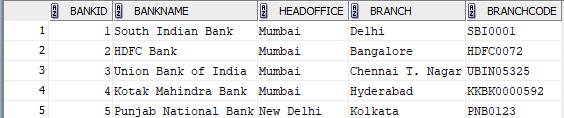 BANKID BANKNAME HEADOFFICE BRANCH BRANCHCODE
1 1 South Indian Bank Mumbai Delhi SBI0001
2 2 HDFC Bank Mumbai Bangalore HDFC0072
3 3 Union Bank of India Mumbai Chennai T. Nagar UBIN05325
4 4 Kotak Mahindra Bank Mumbai Hyderabad KKBK0000592
5 5 Punjab National Bank New Delhi Kolkata PNB0123